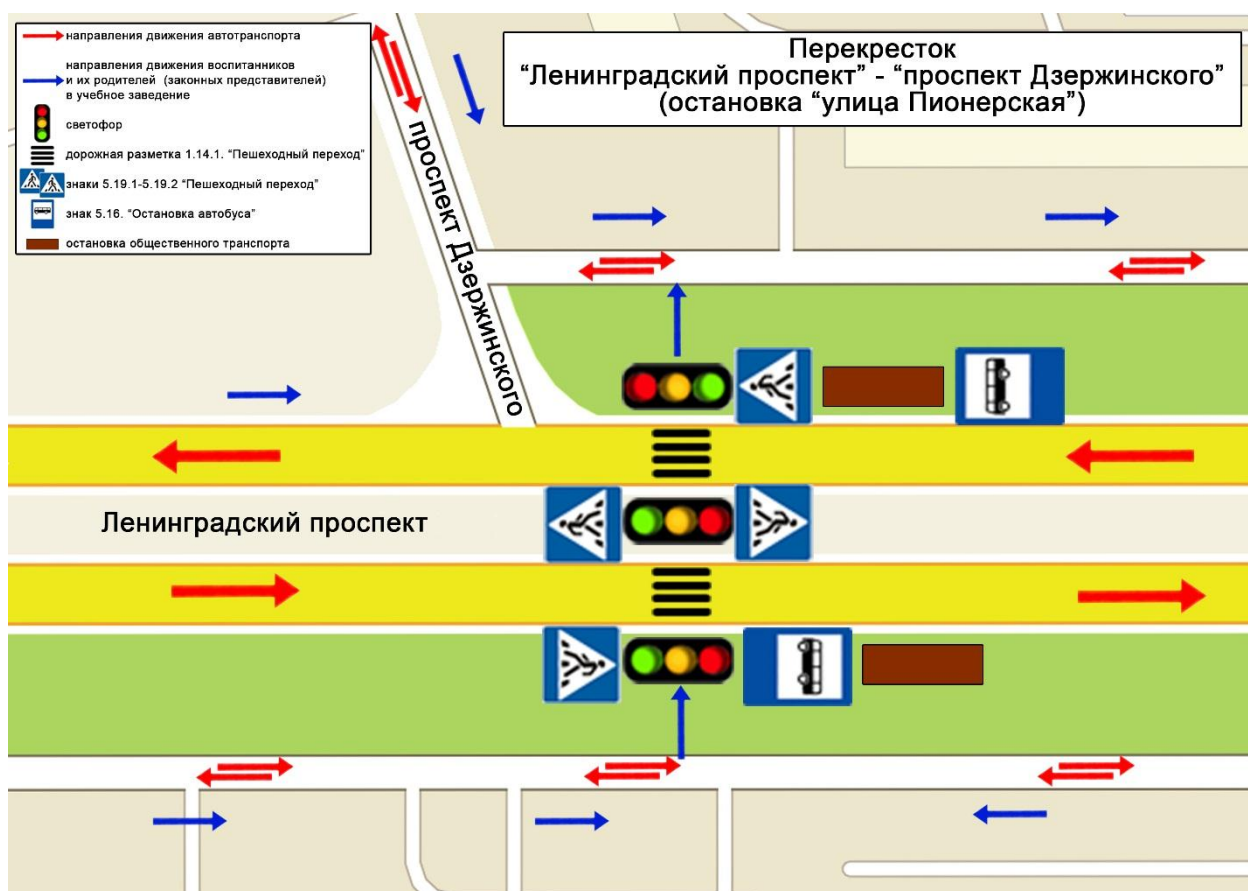 направления движения автотранспорта
направления движения воспитанников
и их родителей (законных представителей)
в учебное заведение
светофор
дорожная разметка 1.14.1. “Пешеходный переход”
знаки 5.19.1-5.19.2 “Пешеходный переход”
знак 5.16. “Остановка автобуса”
остановка общественного транспорта
Перекресток
“Ленинградский проспект” - “проспект Дзержинского”
(остановка “улица Пионерская”)
проспект Дзержинского
Ленинградский проспект